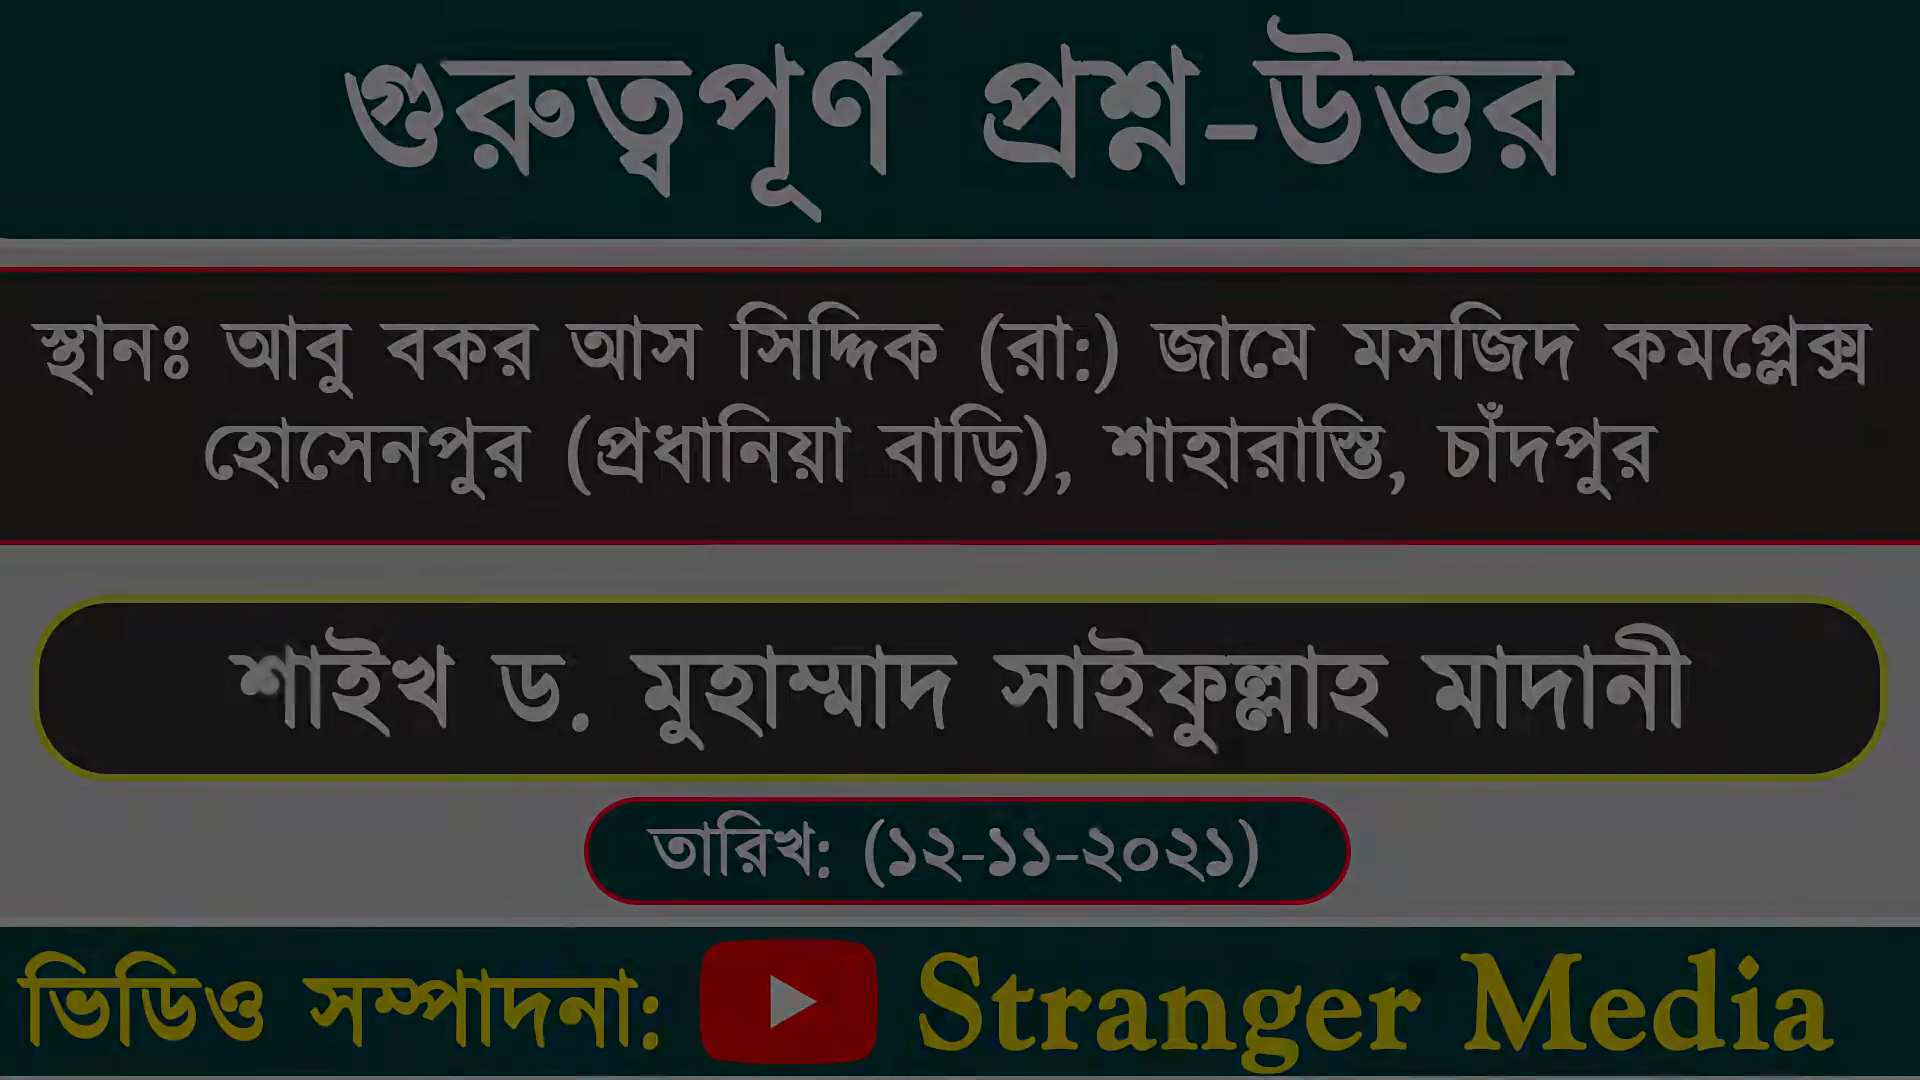 গুরুত্বপূর্ণ প্রশ্ন-উত্তর
স্থানঃ আবু বকর আস সিদ্দিক (রা:) জামে মসজিদ কমপ্লেক্স
হোসেনপুর (প্রধানিয়া বাড়ি), শাহারাস্তি, চাঁদপুর
শাইখ ড. মুহাম্মাদ সাইফুল্লাহ মাদানী
তারিখ: (১২-১১-২০২১)
ভিডিও সম্পাদনা: Stranger Media